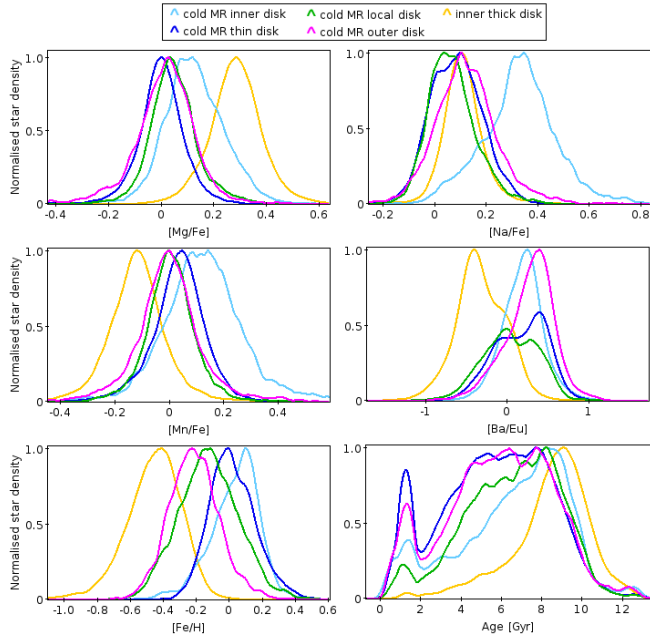 cold MR inner disk cold MR local disk inner thick disk
cold MR thin disk cold MR outer disk
Normalised star density
1.0
0.5
0
-0.4 -0.2 0 0.2 0.4 0.6
[Mg/Fe]
1.0
0.5
0
-0.2 0 0.2 0.4 0.6 0.8
[Na/Fe]
Normalised star density
1.0
0.5
0
-0.4 -0.2 0 0.2 0.4
[Mn/Fe]
1.0
0.5
0
-1 0 1
[Ba/Eu]
Normalised star density
1.0
0.5
0
-1.0 -0.8 -0.6 -0.4 -0.2 0 0.2 0.4 0.6
[Fe/H]
1.0
0.5
0
0 2 4 6 8 10 12
Age [Gyr]